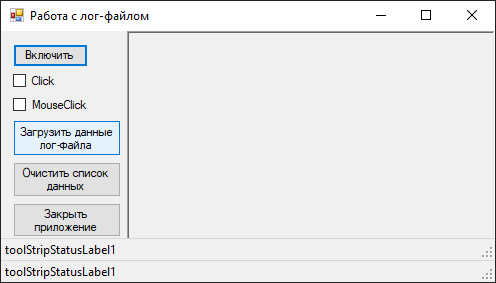 Работа с лог-файлом
Включить
Click
MouseClick
Загрузить данные
лог-файла
Очистить список
данных
Закрыть
приложение
toolStripStatusLabel1
toolStripStatusLabel1